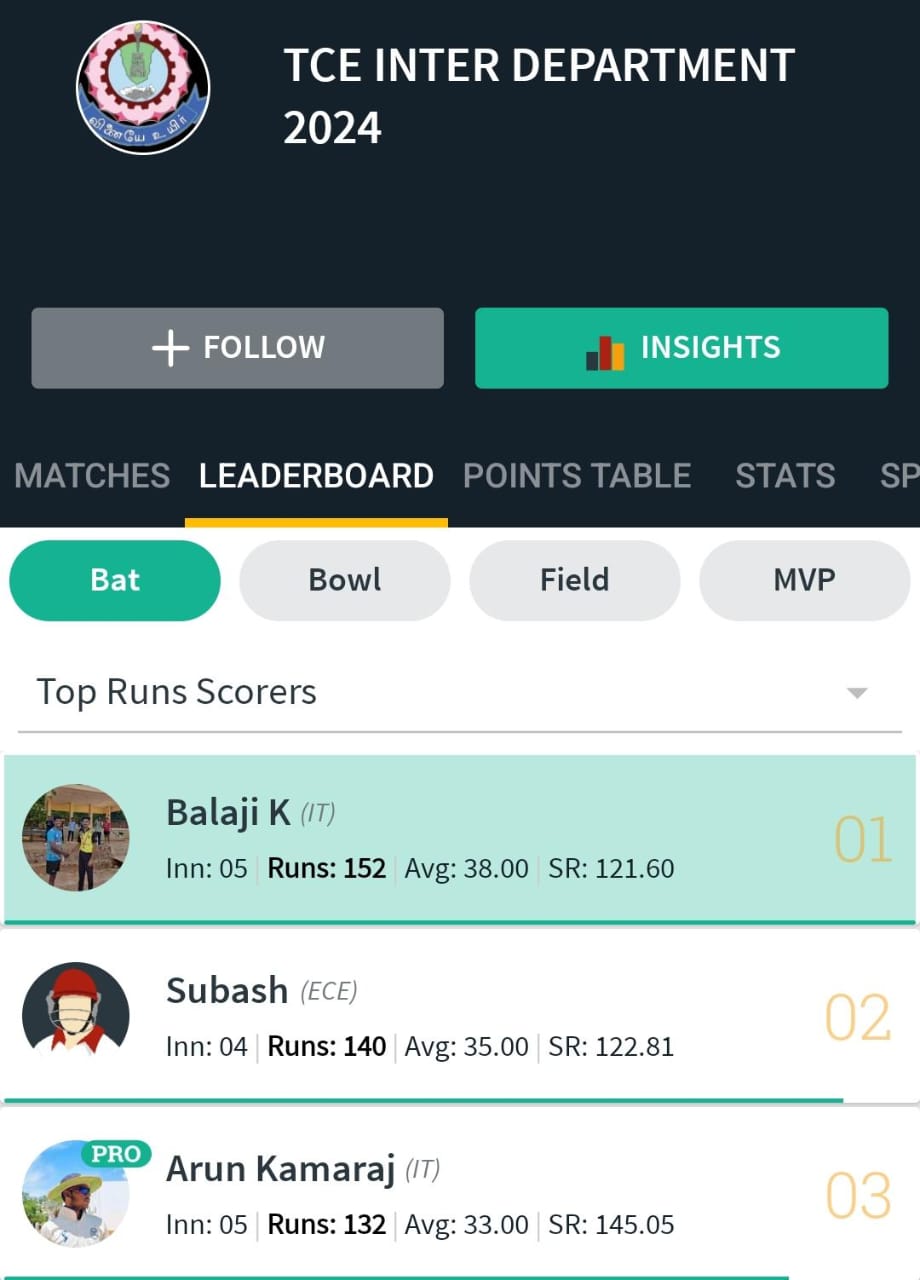 வினையே உயிர்
TCE INTER DEPARTMENT
2024
+ FOLLOW
INSIGHTS
MATCHES LEADERBOARD POINTS TABLE STATS SP
Bat Bowl Field MVP
Top Runs Scorers
Balaji K (IT)
Inn: 05 | Runs: 152 | Avg: 38.00 | SR: 121.60
01
Subash (ECE)
Inn: 04 | Runs: 140 | Avg: 35.00 | SR: 122.81
02
PRO
Arun Kamaraj (IT)
Inn: 05 | Runs: 132 | Avg: 33.00 | SR: 145.05
03